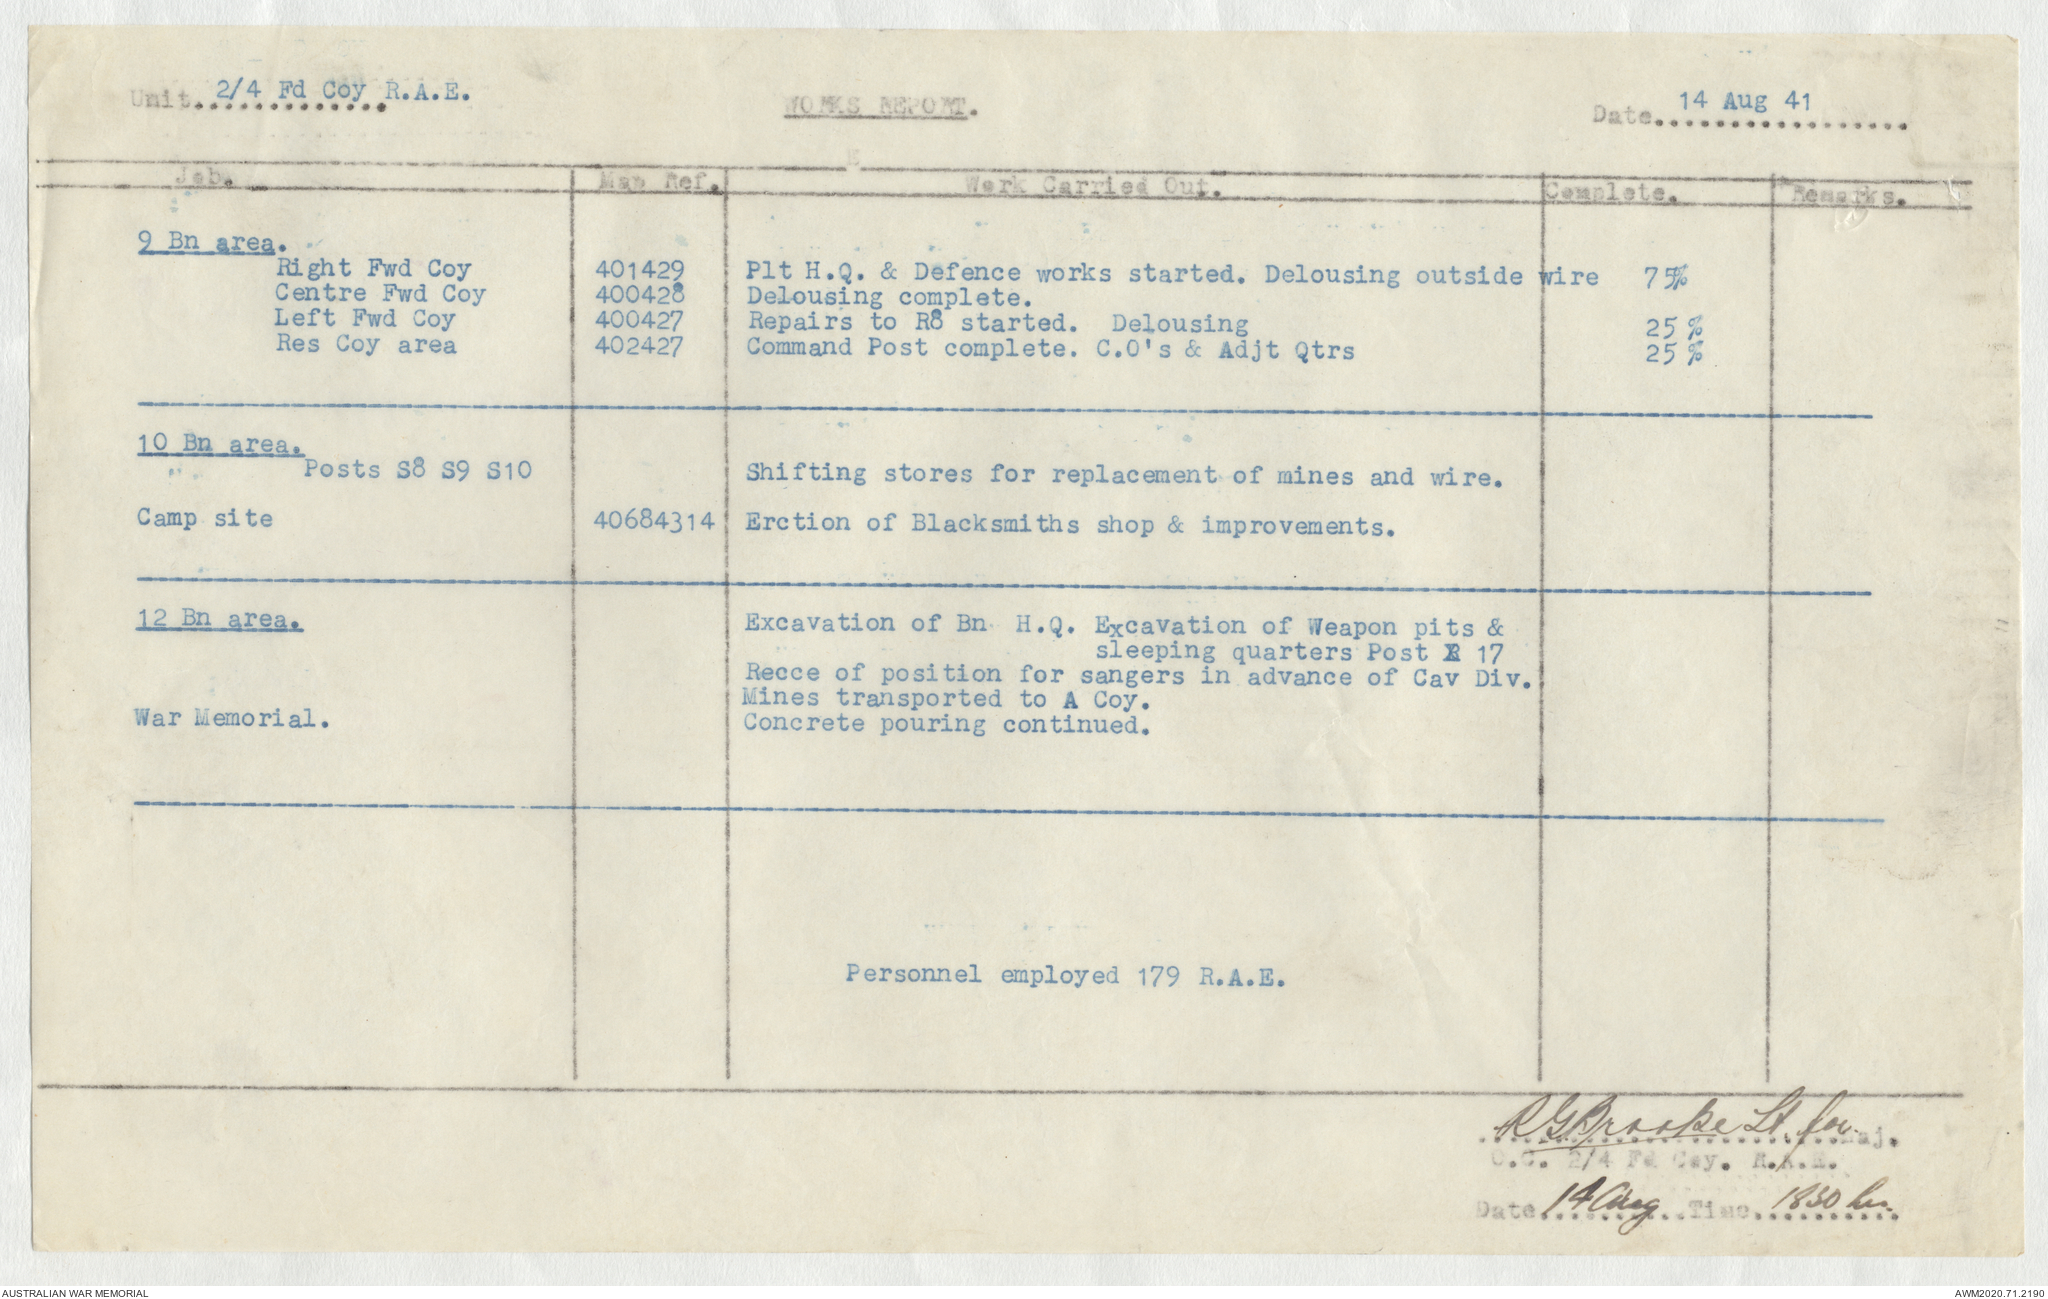 Unit 2/4 Fd Coy R.A.E.
WORKS REPORT.
Date 14 Aug 41
Job. Map Ref. Work Carried Out. Complete. Remarks.
9 Bn area.
Right Fwd Coy 401429 Plt H.Q. & Defence works started. Delousing outside wire 75%
Centre Fwd Coy 400428 Delousing complete.
Left Fwd Coy 400427 Repairs to R8 started. Delousing 25%
Res Coy area 402427 Command Post complete. C.O's & Adjt Qtrs 25%
10 Bn area.
" Posts S8 S9 S10 Shifting stores for replacement of mines and wire.
Camp site 40684314 Erction of Blacksmiths shop & improvements.
12 Bn area. Excavation of Bn H.Q. Excavation of Weapon pits &
sleeping quarters Post R 17
Recce of position for sangers in advance of Cav Div.
Mines transported to A Coy.
War Memorial. Concrete pouring continued.
Personnel employed 179 R.A.E.
R G Brooke Lt for Maj.
O.C. 2/4 Fd Coy. R.A.E.
Date 14 Aug Time 1830 hrs.
AUSTRALIAN WAR MEMORIAL
AWM2020.71.2190